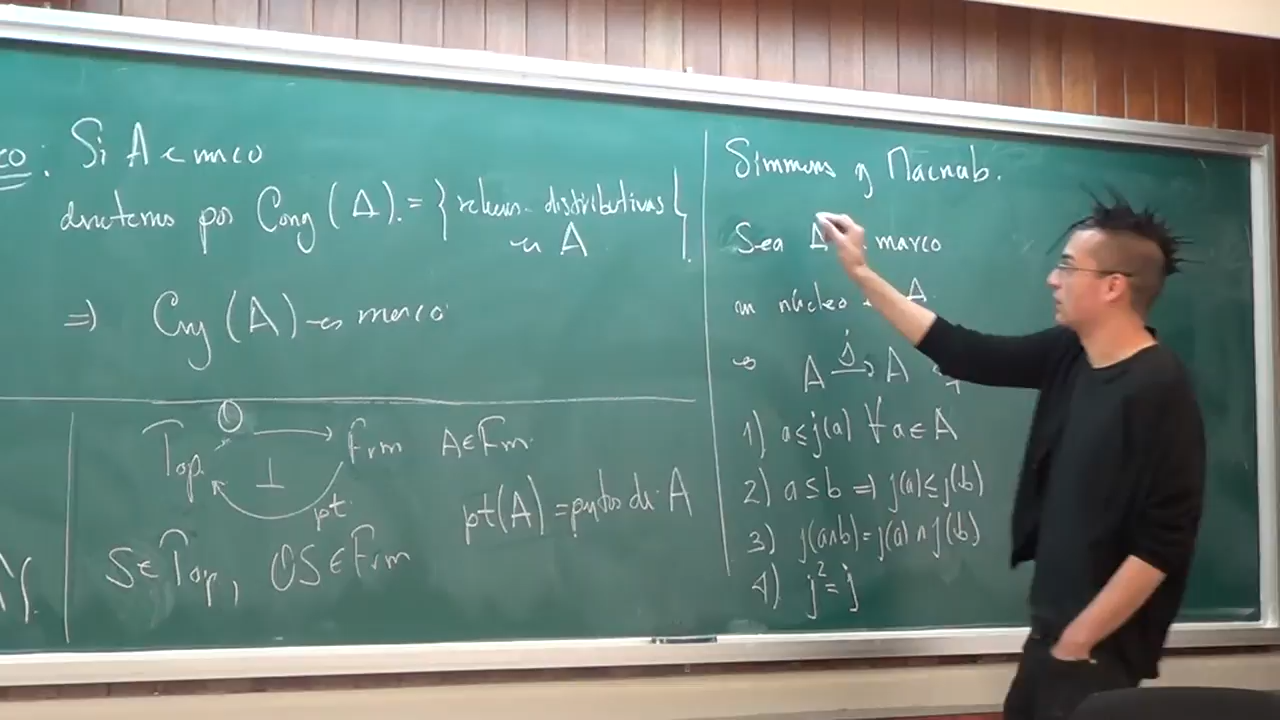 co: Si A es marco
denotemos por Cong (A) = { relaciones distributivas
en A }
⇒ Cong (A) es marco
O
Top ⊥ Frm A∈Frm.
pt
pt(A) = puntos de A
S∈Top, OS∈Frm
Simmons y Macnab.
Sea A marco
un núcleo A
es A →j A
1) a≤j(a) ∀a∈A
2) a≤b ⇒ j(a)≤j(b)
3) j(a∧b)=j(a)∧j(b)
4) j²=j